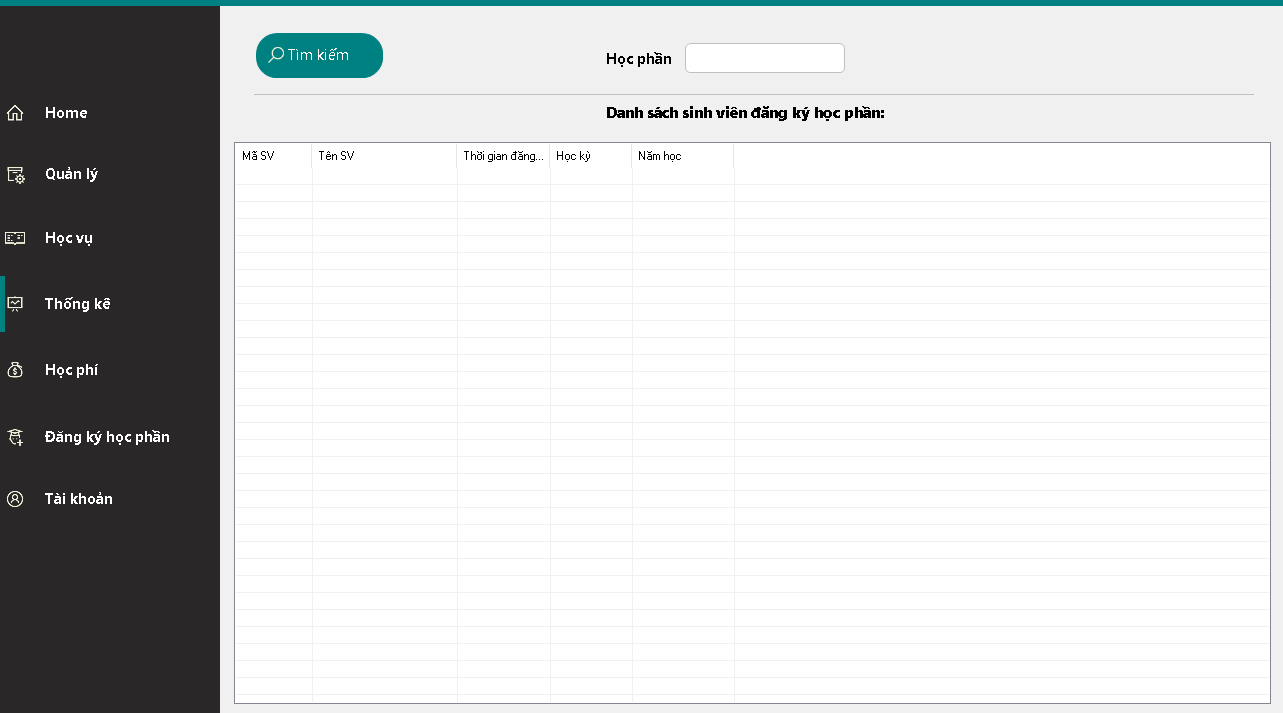 Home
Quản lý
Học vụ
Thống kê
Học phí
Đăng ký học phần
Tài khoản
Tìm kiếm
Học phần
Danh sách sinh viên đăng ký học phần:
Mã SV Tên SV Thời gian đăng... Học kỳ Năm học